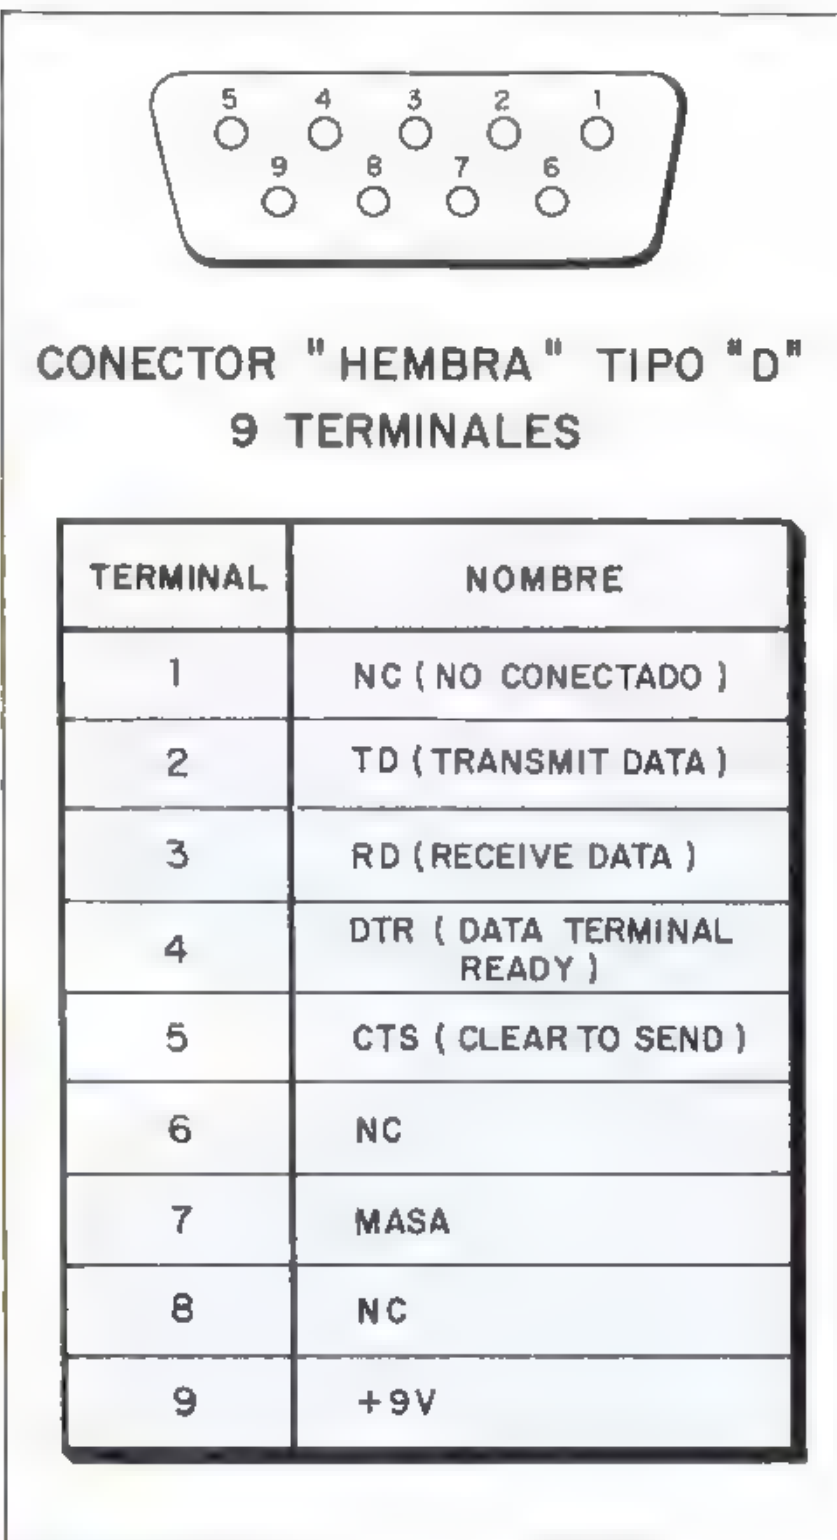 5 4 3 2 1
9 8 7 6
CONECTOR "HEMBRA" TIPO "D"
9 TERMINALES
TERMINAL NOMBRE
1 NC (NO CONECTADO)
2 TD (TRANSMIT DATA)
3 RD (RECEIVE DATA)
4 DTR (DATA TERMINAL
READY)
5 CTS (CLEAR TO SEND)
6 NC
7 MASA
8 NC
9 +9V